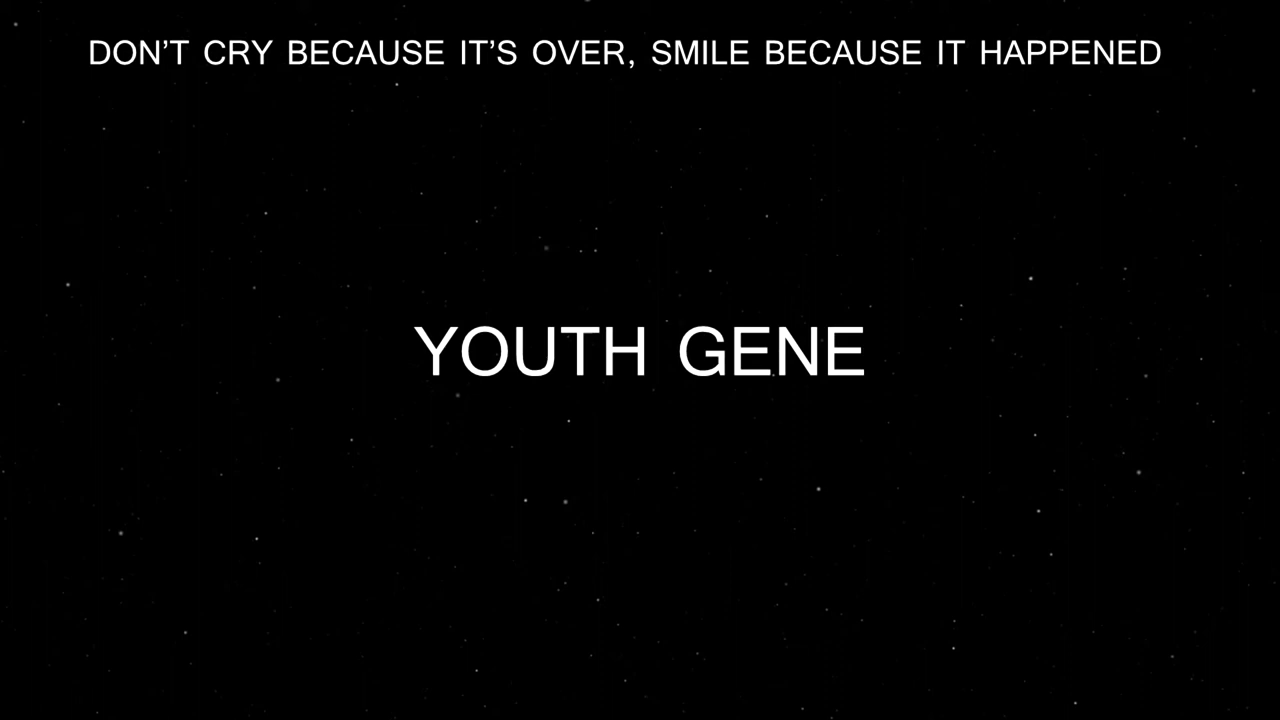 DON’T CRY BECAUSE IT’S OVER, SMILE BECAUSE IT HAPPENED
YOUTH GENE